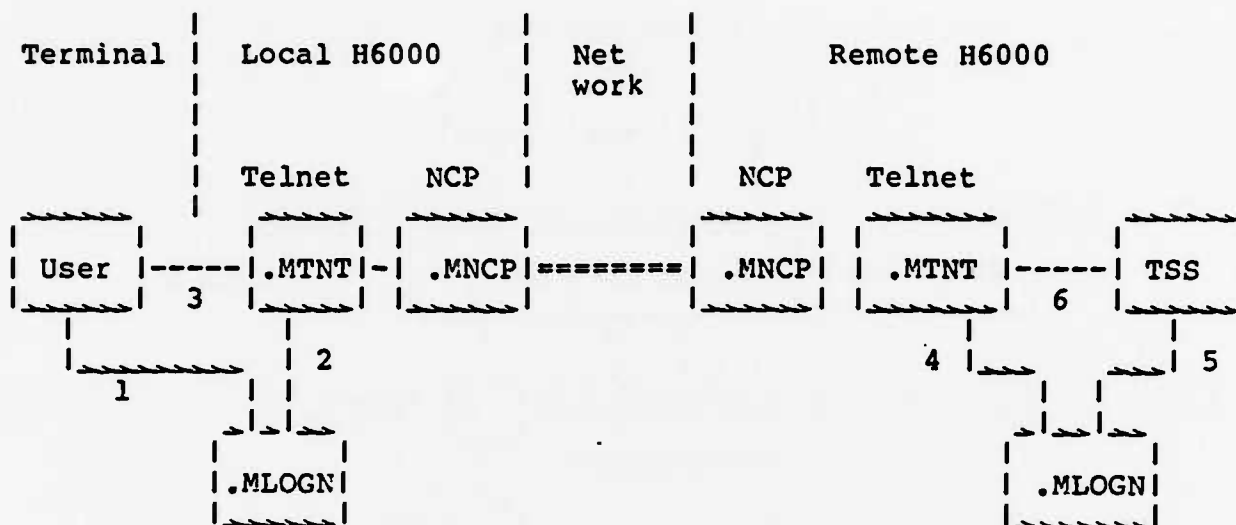 Terminal Local H6000 Net Remote H6000
work
Telnet NCP NCP Telnet
User .MTNT .MNCP ======== .MNCP .MTNT TSS
3 6
2 4 5
1
.MLOGN .MLOGN